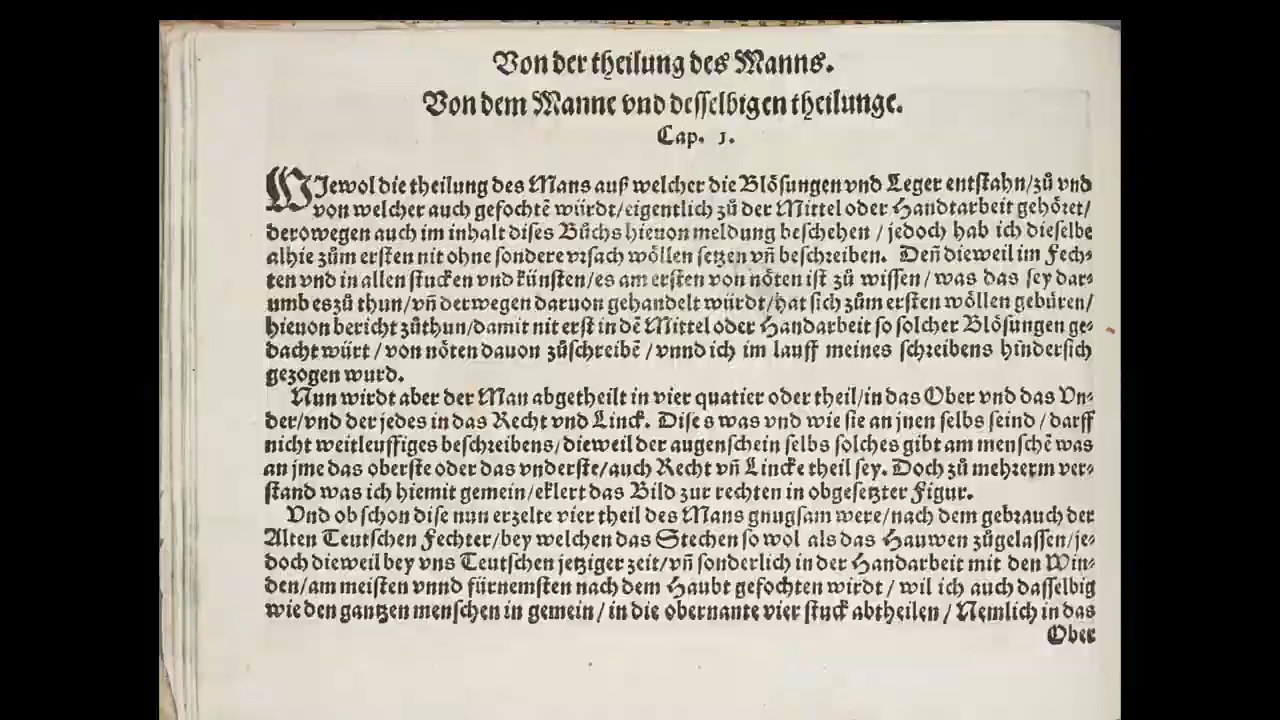 Von der theilung des Manns.
Von dem Manne vnd desselbigen theilunge.
Cap. 1.
WJewol die theilung des Mans auß welcher die Blösungen vnd Leger entstahn/zů vnd
von welcher auch gefochtẽ würdt/eigentlich zů der Mittel oder Handtarbeit gehöret/
derowegen auch im inhalt dises Bůchs hieuon meldung beschehen / jedoch hab ich dieselbe
alhie zům ersten nit ohne sondere vrsach wöllen setzen vñ beschreiben. Deñ dieweil im Fech⸗
ten vnd in allen stucken vnd künsten/es am ersten von nöten ist zů wissen/was das sey dar⸗
umb es zů thun/vñ derwegen daruon gehandelt würdt/hat sich zům ersten wöllen gebüren/
hieuon bericht zůthun/damit nit erst in dẽ Mittel oder Handarbeit so solcher Blösungen ge⸗
dacht würt / von nöten dauon zůschreibẽ / vnnd ich im lauff meines schreibens hindersich
gezogen wurd.
Nun wirdt aber der Man abgetheilt in vier quatier oder theil/in das Ober vnd das Vn⸗
der/vnd der jedes in das Recht vnd Linck. Dise s was vnd wie sie an jnen selbs seind / darff
nicht weitleuffiges beschreibens/dieweil der augenschein selbs solches gibt am menschẽ was
an jme das oberste oder das vnderste/auch Recht vñ Lincke theil sey. Doch zů mehrerm ver⸗
stand was ich hiemit gemein/eklert das Bild zur rechten in obgesetzter Figur.
Vnd ob schon dise nun erzelte vier theil des Mans gnugsam were/nach dem gebrauch der
Alten Teutschen Fechter/bey welchen das Stechen so wol als das Hauwen zůgelassen/je⸗
doch dieweil bey vns Teutschen jetziger zeit/vñ sonderlich in der Handarbeit mit den Win⸗
den/am meisten vnnd fürnemsten nach dem Haubt gefochten wirdt / wil ich auch dasselbig
wie den gantzen menschen in gemein / in die obernante vier stuck abtheilen / Nemlich in das
Ober